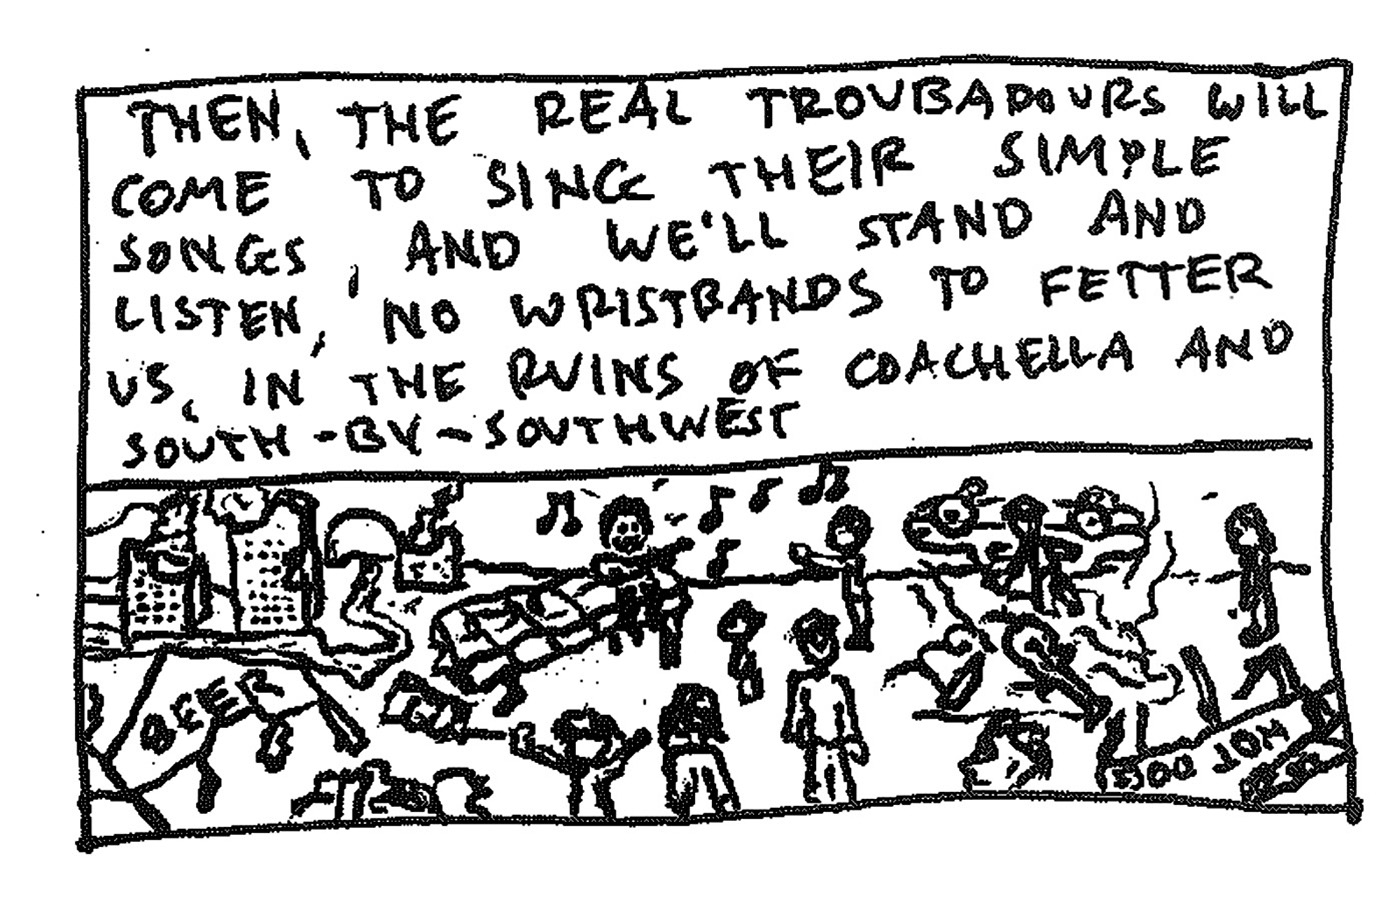 THEN, THE REAL TROUBADOURS WILL
COME TO SING THEIR SIMPLE
SONGS, AND WE'LL STAND AND
LISTEN, NO WRISTBANDS TO FETTER
US, IN THE RUINS OF COACHELLA AND
SOUTH-BY-SOUTHWEST
BEER
HOT DOGS